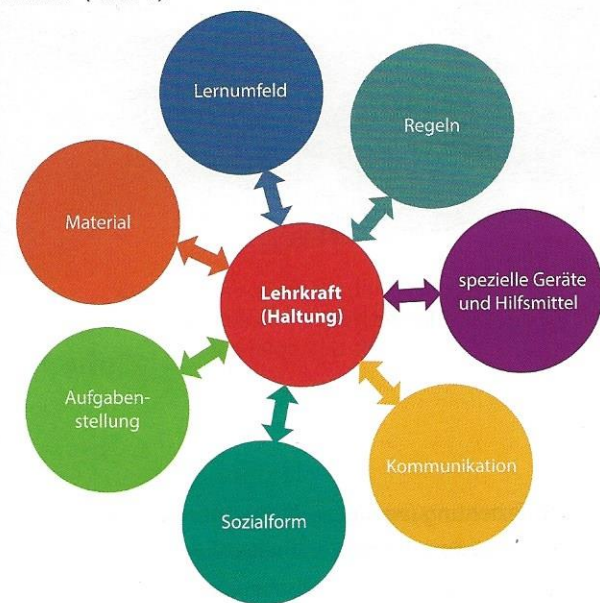 Lernumfeld
Regeln
Material
spezielle Geräte
und Hilfsmittel
Lehrkraft
(Haltung)
Aufgaben-
stellung
Kommunikation
Sozialform